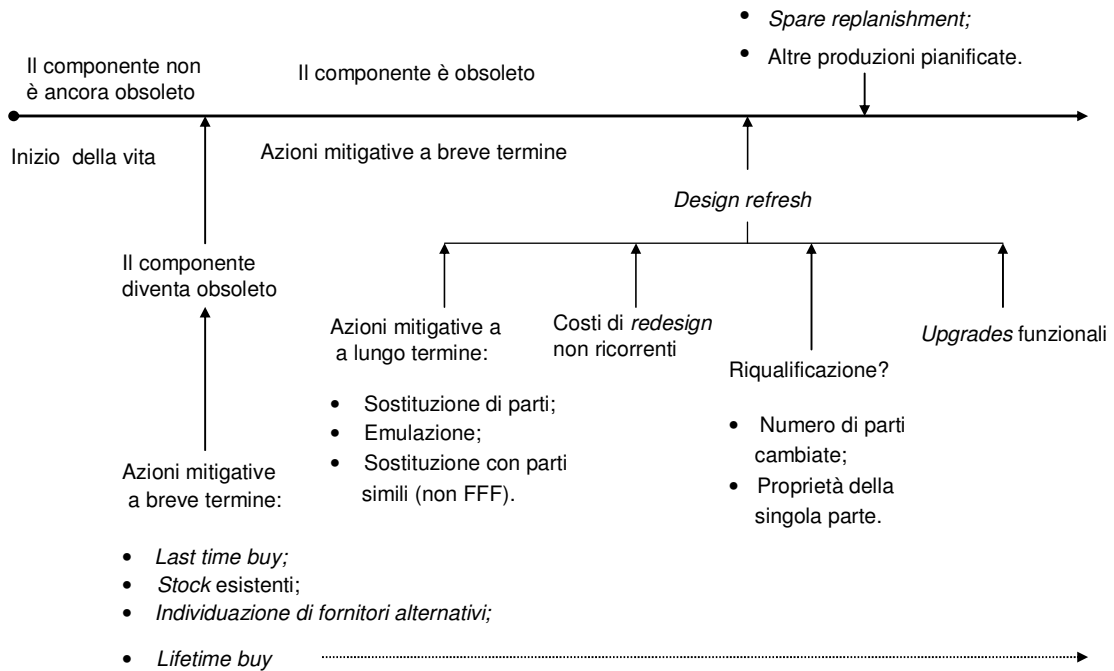 • Spare replanishment;
• Altre produzioni pianificate.
Il componente non
è ancora obsoleto
Il componente è obsoleto
Inizio della vita
Azioni mitigative a breve termine
Design refresh
Il componente
diventa obsoleto
Azioni mitigative a
a lungo termine:
• Sostituzione di parti;
• Emulazione;
• Sostituzione con parti
simili (non FFF).
Costi di redesign
non ricorrenti
Riqualificazione?
• Numero di parti
cambiate;
• Proprietà della
singola parte.
Upgrades funzionali
Azioni mitigative
a breve termine:
• Last time buy;
• Stock esistenti;
• Individuazione di fornitori alternativi;
• Lifetime buy